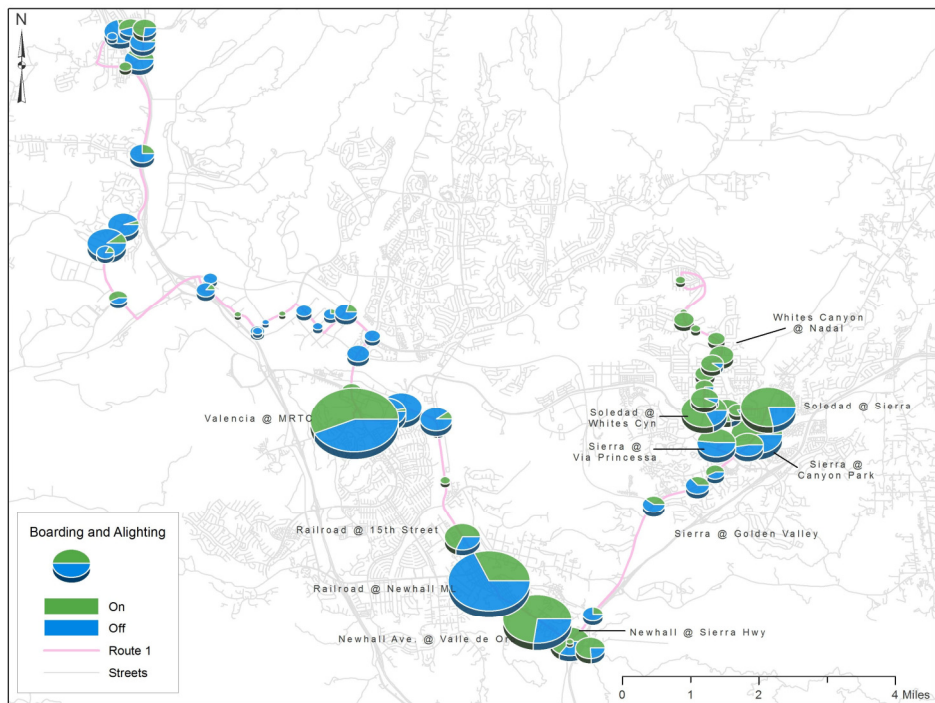 N
Whites Canyon
@ Nadal
Valencia @ MRTC
Soledad @
Whites Cyn
Soledad @ Sierra
Sierra @
Via Princessa
Sierra @
Canyon Park
Railroad @ 15th Street
Sierra @ Golden Valley
Railroad @ Newhall
Newhall Ave. @ Valle de
Newhall @ Sierra Hwy
Boarding and Alighting
On
Off
Route 1
Streets
0 1 2 4 Miles